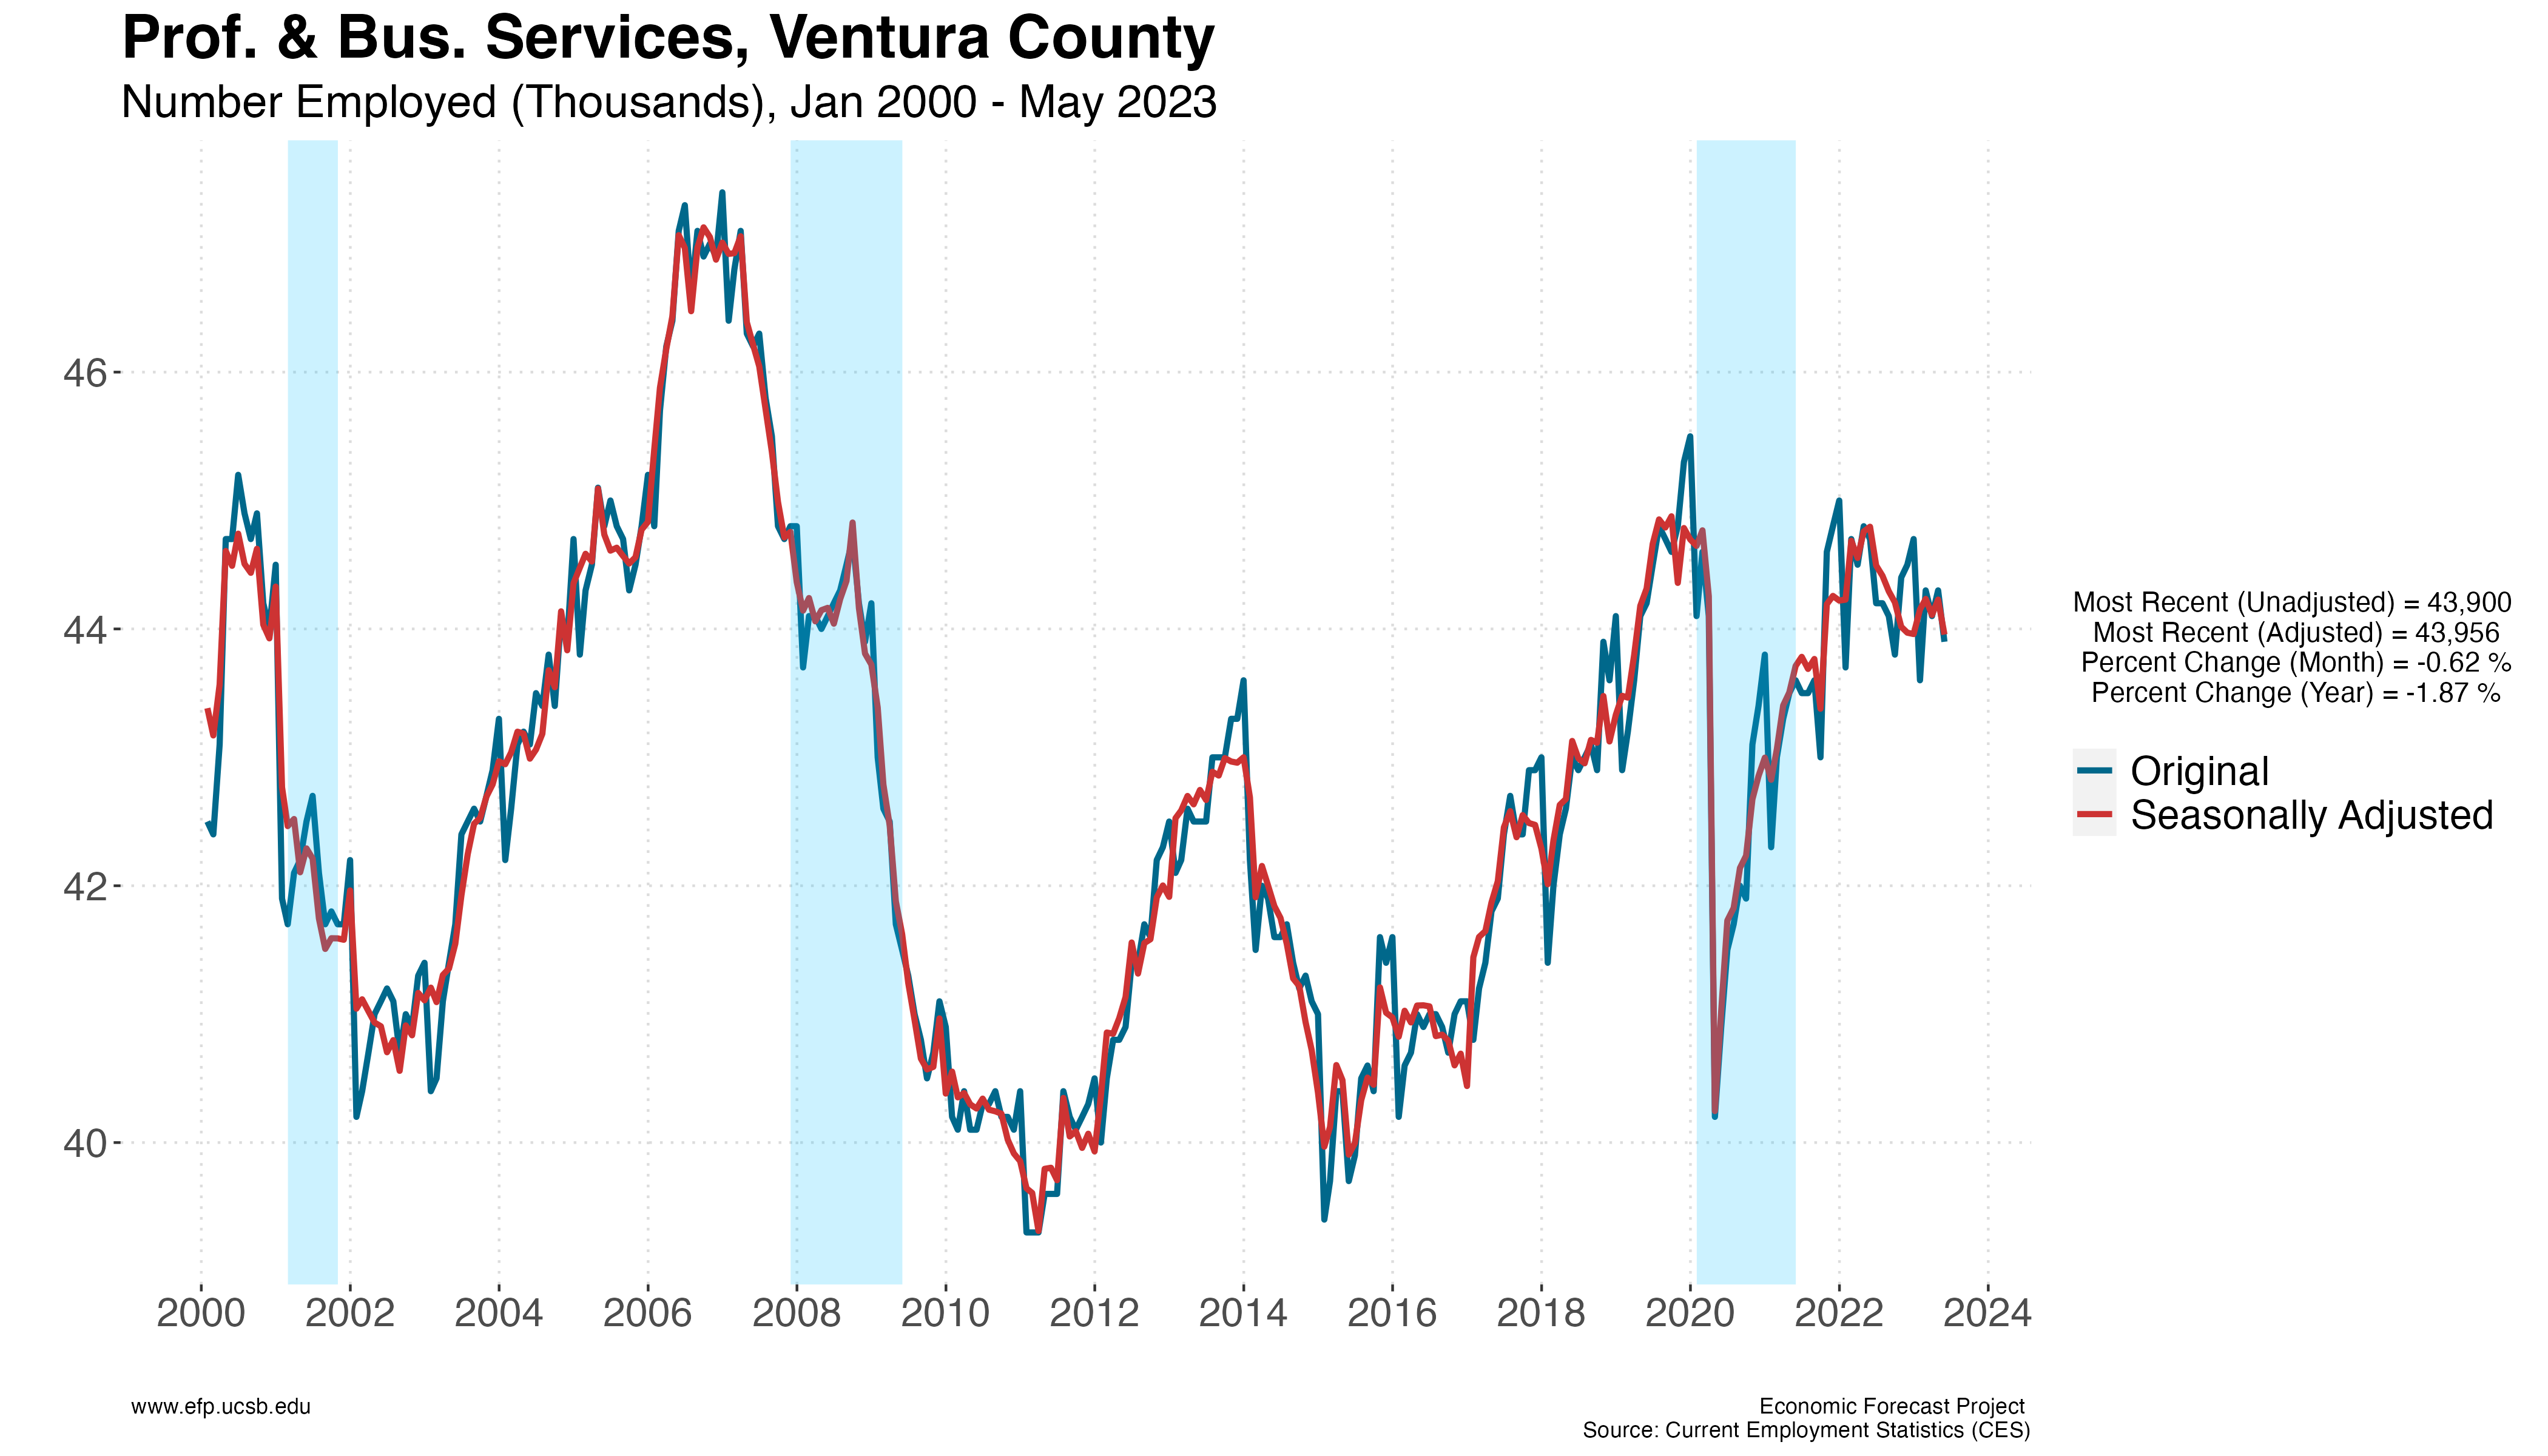 Prof. & Bus. Services, Ventura County
Number Employed (Thousands), Jan 2000 - May 2023
46
44
42
40
2000 2002 2004 2006 2008 2010 2012 2014 2016 2018 2020 2022 2024
Most Recent (Unadjusted) = 43,900
Most Recent (Adjusted) = 43,956
Percent Change (Month) = -0.62 %
Percent Change (Year) = -1.87 %
Original
Seasonally Adjusted
www.efp.ucsb.edu
Economic Forecast Project
Source: Current Employment Statistics (CES)